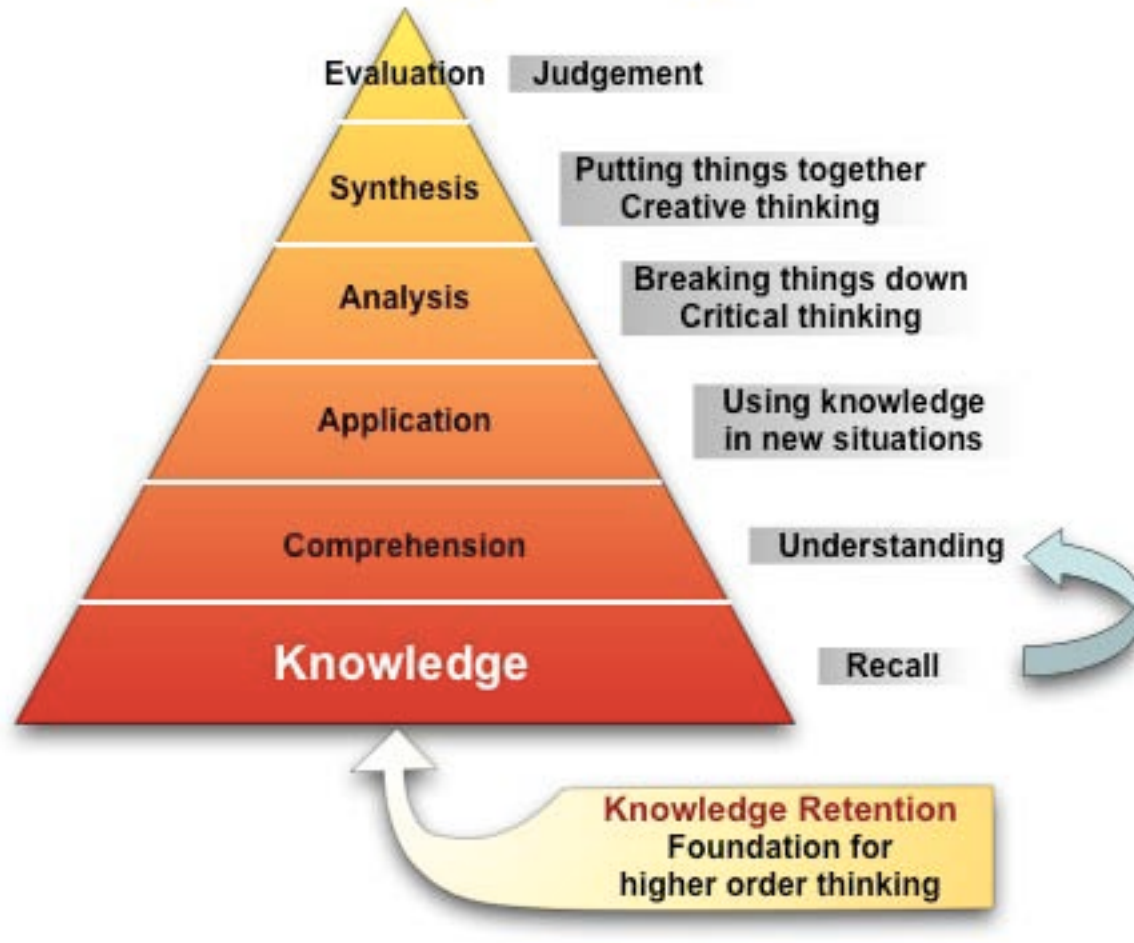 Evaluation Judgement
Synthesis
Putting things together
Creative thinking
Analysis
Breaking things down
Critical thinking
Application
Using knowledge
in new situations
Comprehension Understanding
Knowledge Recall
Knowledge Retention
Foundation for
higher order thinking